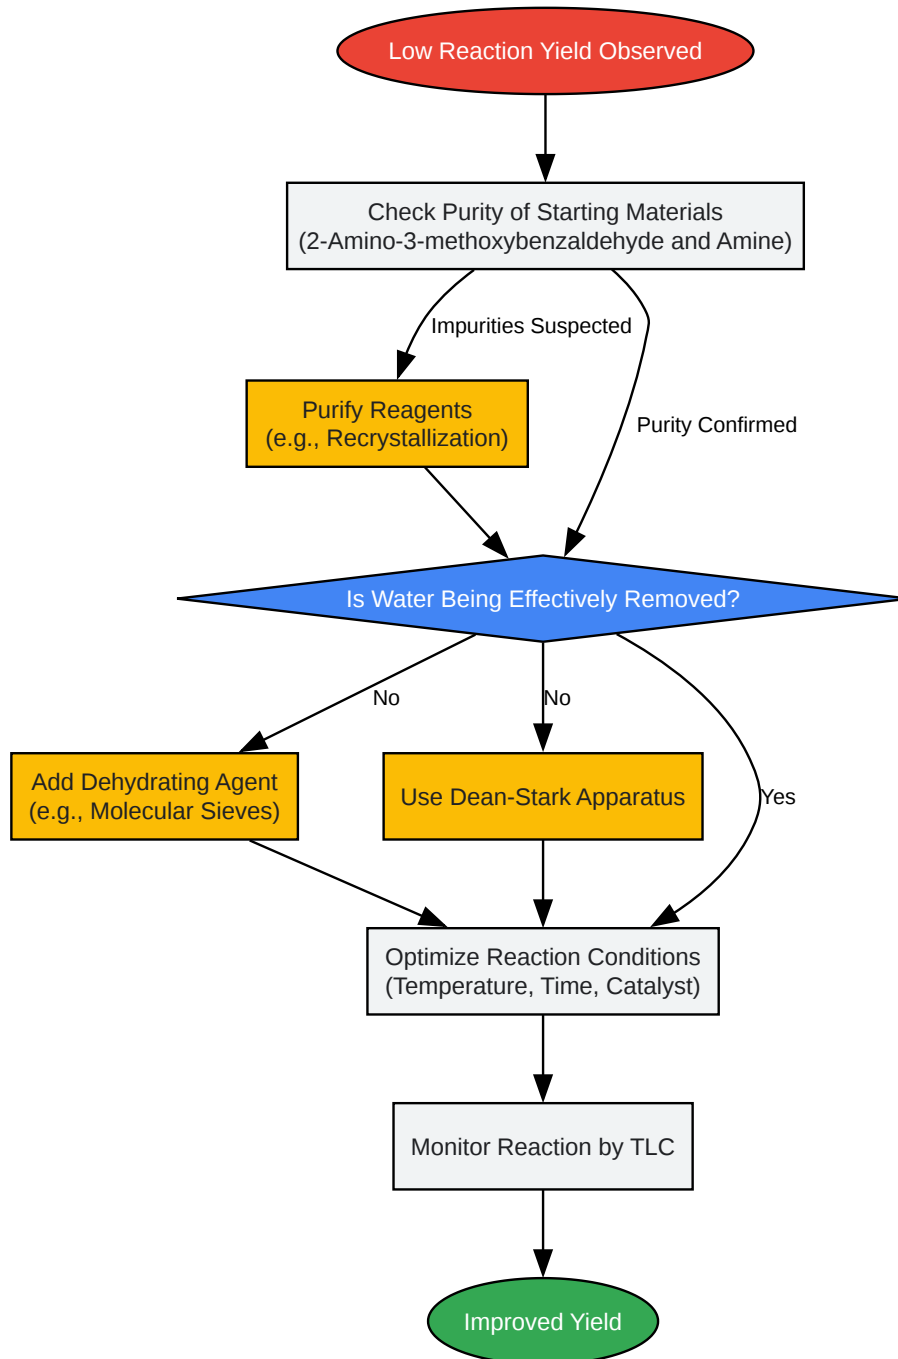 Low Reaction Yield Observed
Check Purity of Starting Materials
(2-Amino-3-methoxybenzaldehyde and Amine)
Impurities Suspected
Purify Reagents
(e.g., Recrystallization)
Purity Confirmed
Is Water Being Effectively Removed?
No
No
Yes
Add Dehydrating Agent
(e.g., Molecular Sieves)
Use Dean-Stark Apparatus
Optimize Reaction Conditions
(Temperature, Time, Catalyst)
Monitor Reaction by TLC
Improved Yield